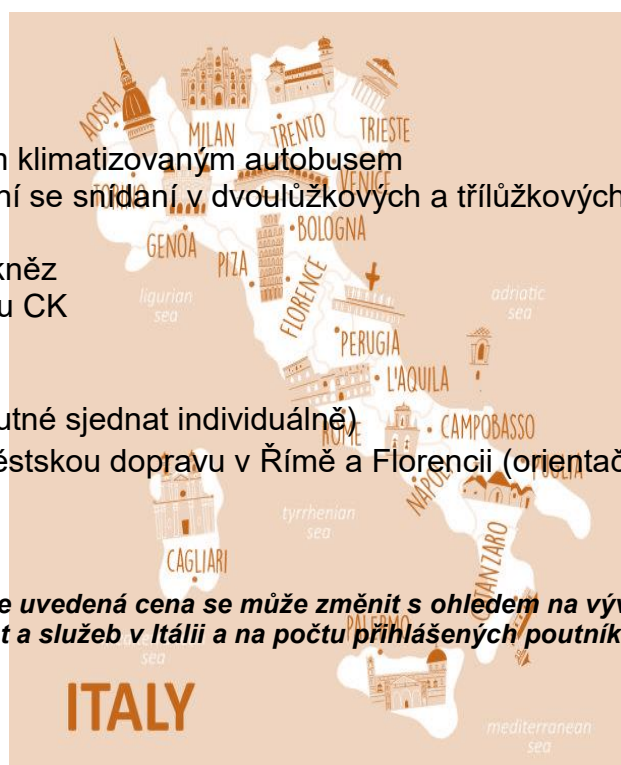 AOSTA
MILAN
TRENTO
TRIESTE
m klimatizovaným autobusem
TORINO
VENICE
ní se snídaní v dvoulůžkových a třílůžkových
BOLOGNA
GENOA
PIZA
FLORENCE
kněz
ligurian
sea
adriatic
sea
u CK
PERUGIA
L'AQUILA
utné sjednat individuálně)
ROME
CAMPOBASSO
ěstskou dopravu v Římě a Florencii (orientač
PUGLIA
NÁPOLI
tyrrhenian
sea
CATANZARO
CAGLIARI
e uvedená cena se může změnit s ohledem na výv
PALERMO
t a služeb v Itálii a na počtu přihlášených poutník
sea
ITALY
mediterranean
sea